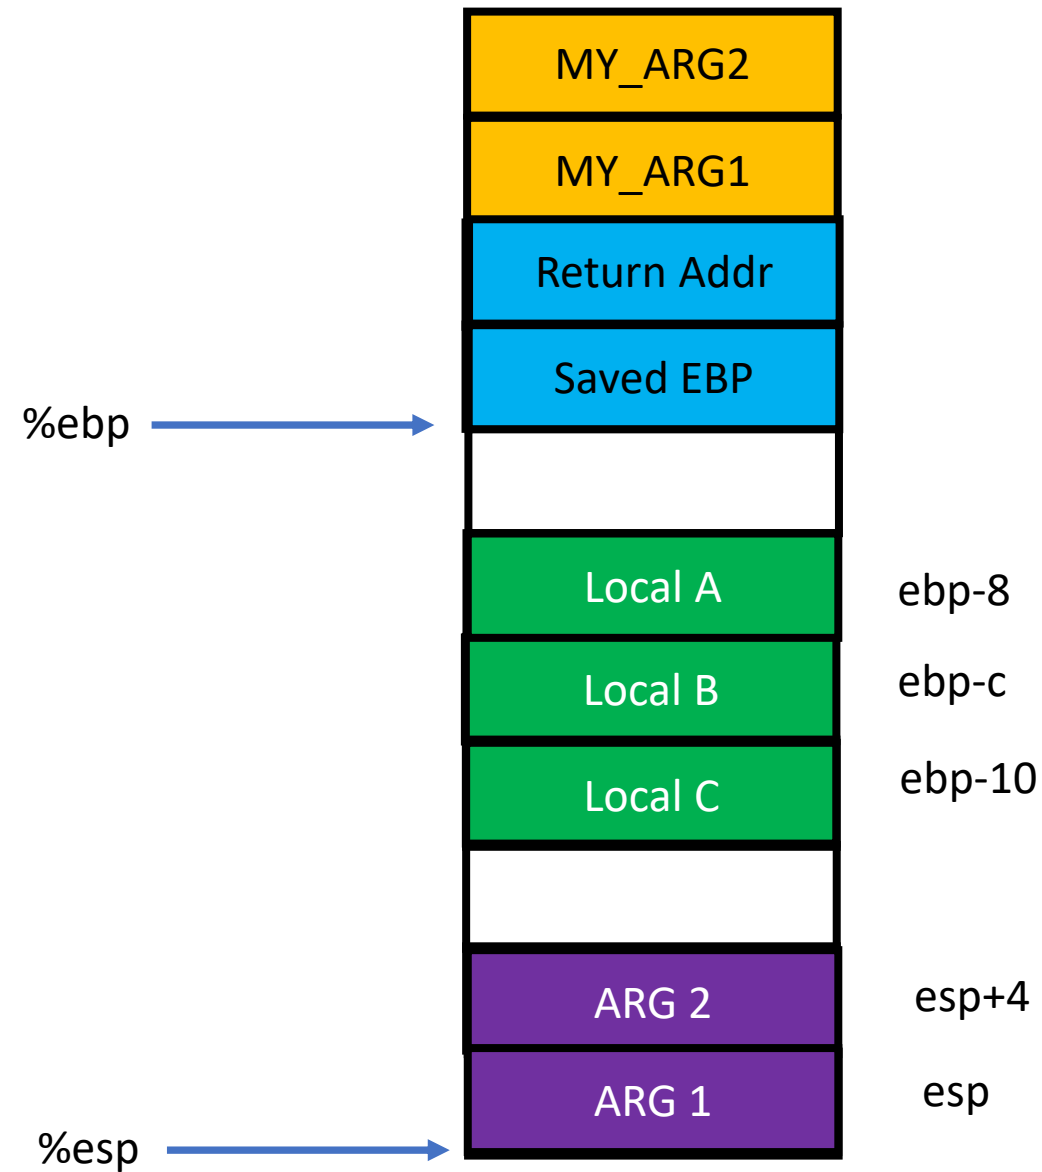 MY_ARG2
MY_ARG1
Return Addr
Saved EBP
%ebp
Local A
ebp-8
Local B
ebp-c
Local C
ebp-10
ARG 2
esp+4
ARG 1
esp
%esp